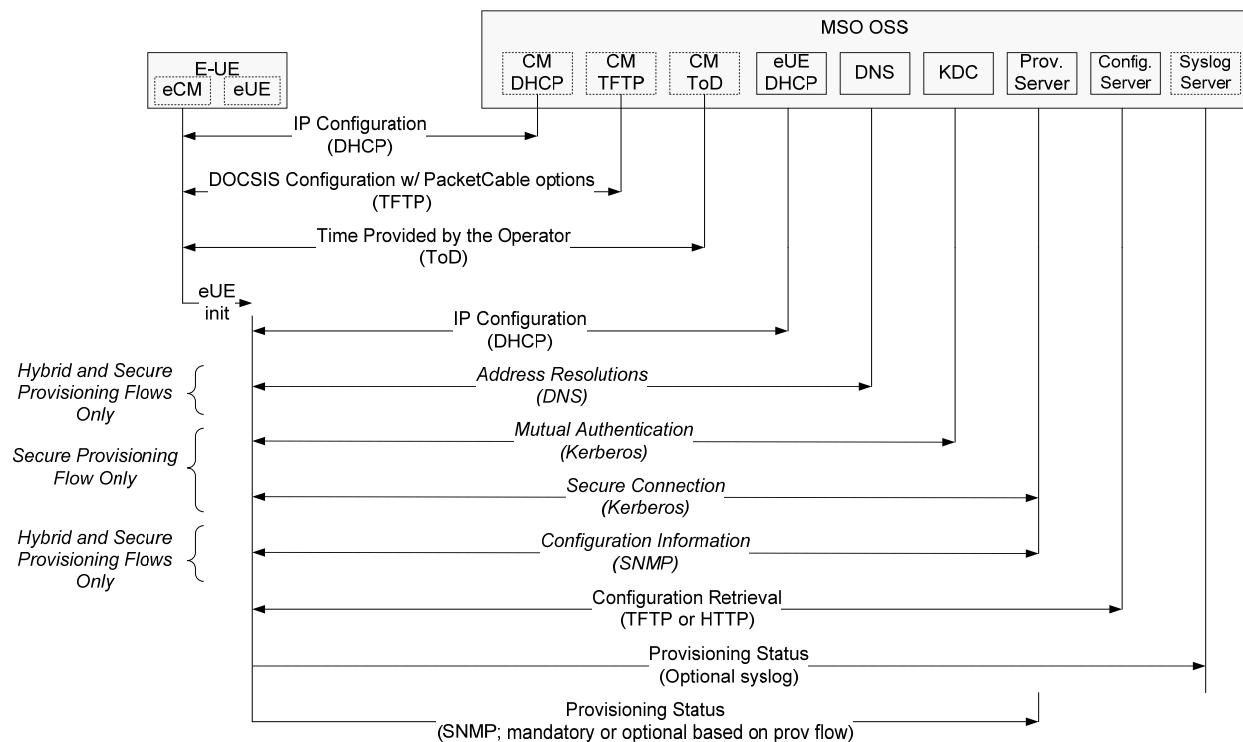 MSO OSS
E-UE
eCM
eUE
CM
DHCP
CM
TFTP
CM
ToD
eUE
DHCP
DNS
KDC
Prov.
Server
Config.
Server
Syslog
Server
IP Configuration
(DHCP)
DOCSIS Configuration w/ PacketCable options
(TFTP)
Time Provided by the Operator
(ToD)
eUE
init
IP Configuration
(DHCP)
Hybrid and Secure
Provisioning Flows
Only
Address Resolutions
(DNS)
Secure Provisioning
Flow Only
Mutual Authentication
(Kerberos)
Secure Connection
(Kerberos)
Hybrid and Secure
Provisioning Flows
Only
Configuration Information
(SNMP)
Configuration Retrieval
(TFTP or HTTP)
Provisioning Status
(Optional syslog)
Provisioning Status
(SNMP; mandatory or optional based on prov flow)